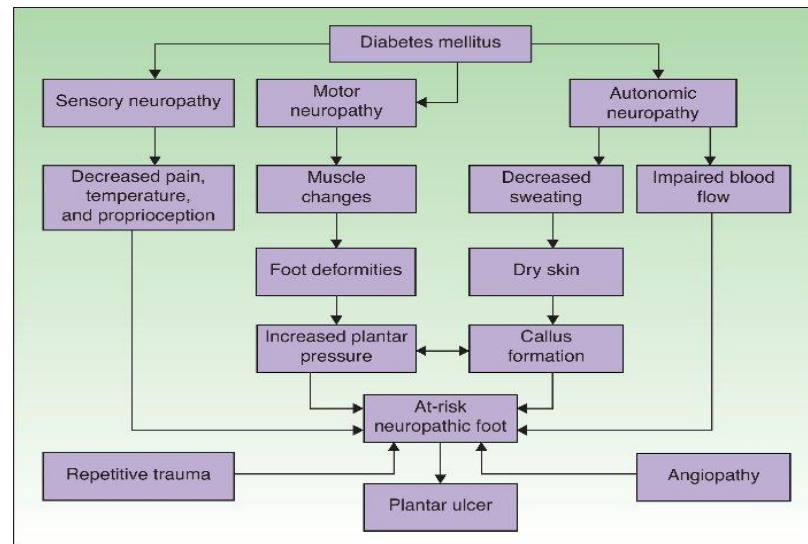 Diabetes mellitus
Sensory neuropathy
Motor
neuropathy
Autonomic
neuropathy
Decreased pain,
temperature,
and proprioception
Muscle
changes
Decreased
sweating
Impaired blood
flow
Foot deformities
Dry skin
Increased plantar
pressure
Callus
formation
At-risk
neuropathic foot
Repetitive trauma
Angiopathy
Plantar ulcer